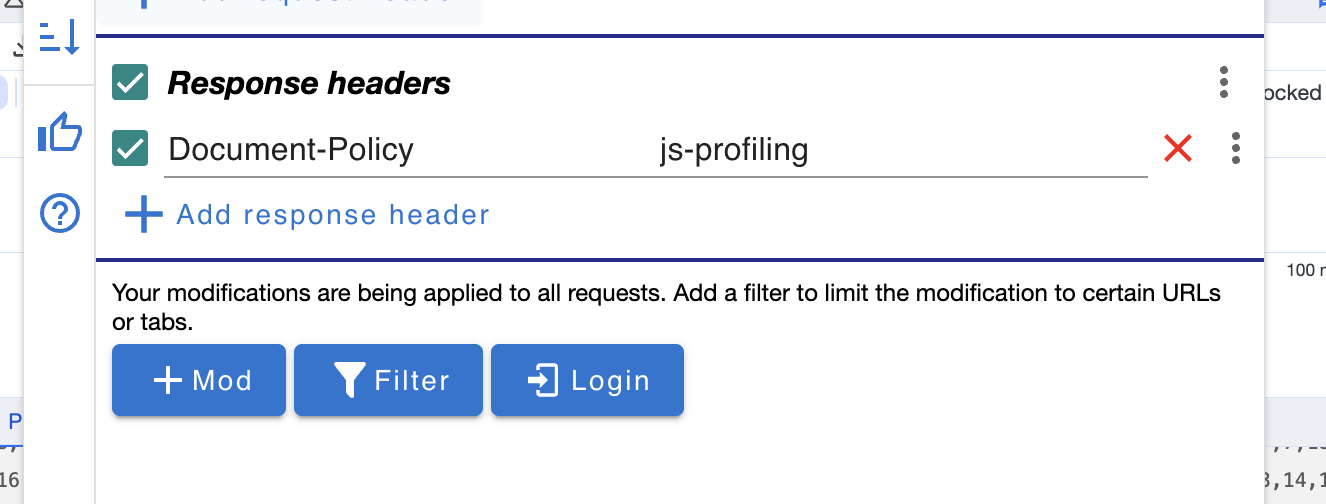 Response headers
ocked
Document-Policy js-profiling
Add response header
100
Your modifications are being applied to all requests. Add a filter to limit the modification to certain URLs
or tabs.
Mod Filter Login
P
16
,14,1